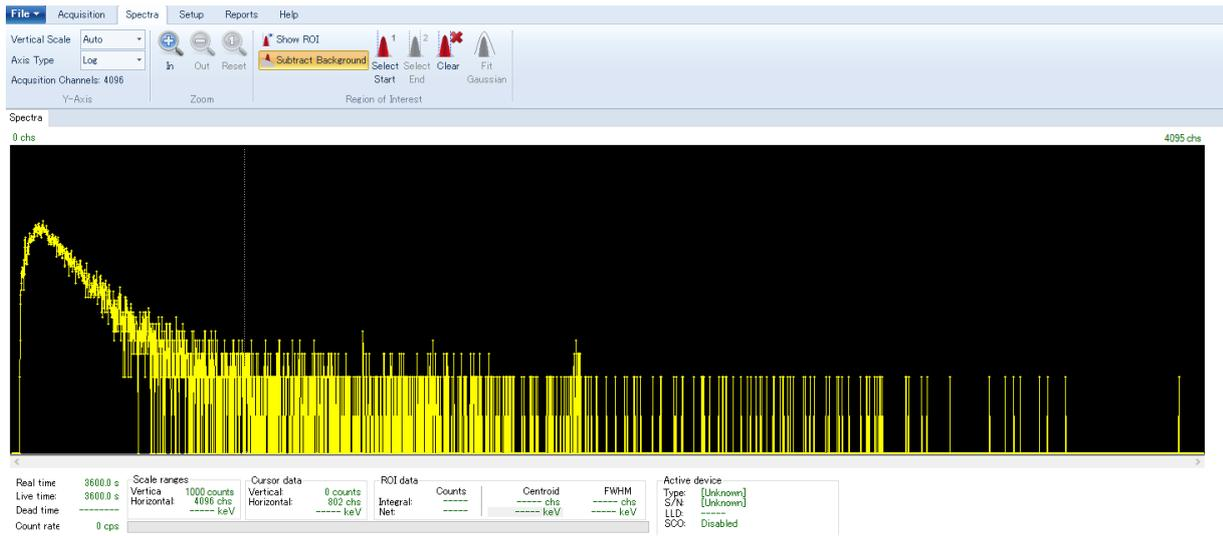 File Acquisition Spectra Setup Reports Help
Vertical Scale Auto
Axis Type Log
Acqusition Channels: 4096
Y-Axis
In Out Reset
Zoom
Show ROI
Subtract Background
1 Select Start
2 Select End
Clear
Fit Gaussian
Region of Interest
Spectra
0 chs 4095 chs
Real time 3600.0 s
Live time: 3600.0 s
Dead time --------
Count rate 0 cps
Scale ranges
Vertica 1000 counts
Horizontal: 4096 chs
----- keV
Cursor data
Vertical: 0 counts
Horizontal: 802 chs
----- keV
ROI data
Counts Centroid FWHM
Integral: ----- ----- chs ----- chs
Net: ----- ----- keV ----- keV
Active device
Type: [Unknown]
S/N: [Unknown]
LLD: -----
SCO: Disabled